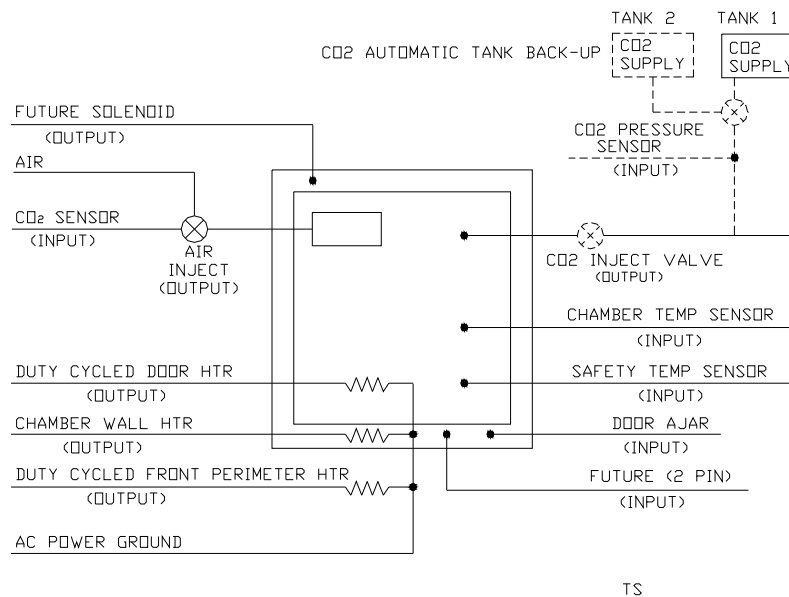 TANK 2
TANK 1
CO2 AUTOMATIC TANK BACK-UP
CO2
SUPPLY
CO2
SUPPLY
FUTURE SOLENOID
(OUTPUT)
CO2 PRESSURE
SENSOR
(INPUT)
AIR
CO₂ SENSOR
(INPUT)
AIR
INJECT
(OUTPUT)
CO2 INJECT VALVE
(OUTPUT)
CHAMBER TEMP SENSOR
(INPUT)
DUTY CYCLED DOOR HTR
(OUTPUT)
SAFETY TEMP SENSOR
(INPUT)
CHAMBER WALL HTR
(OUTPUT)
DOOR AJAR
(INPUT)
DUTY CYCLED FRONT PERIMETER HTR
(OUTPUT)
FUTURE (2 PIN)
(INPUT)
AC POWER GROUND
TS